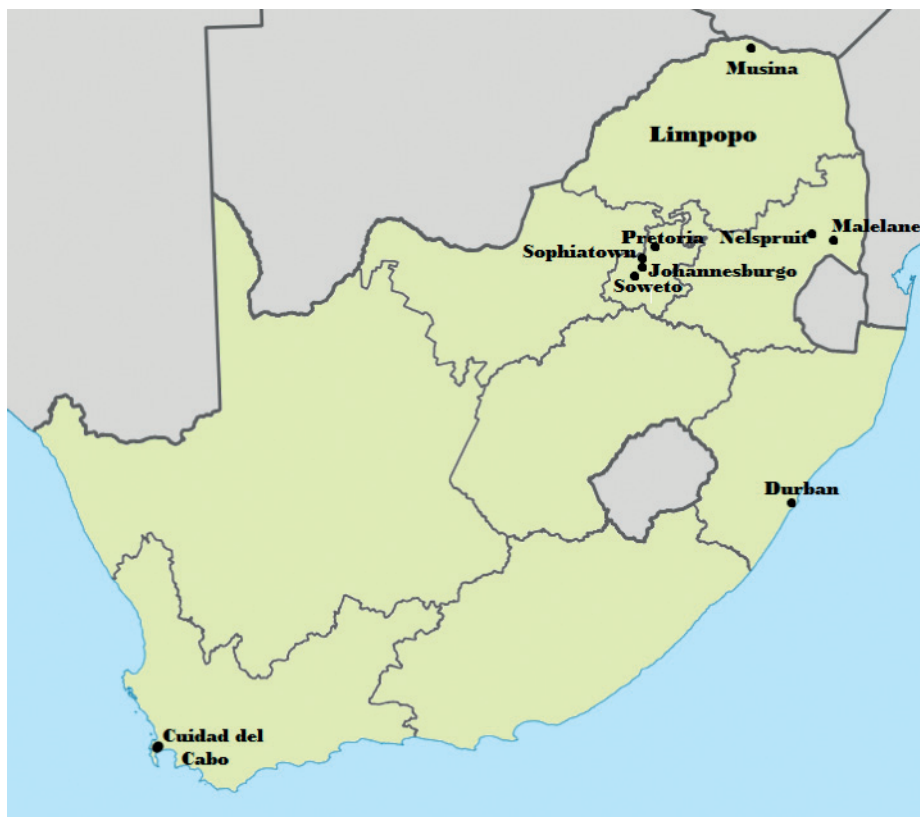 Musina
Limpopo
Pretoria
Nelspruit
Malelane
Sophiatown
Johannesburgo
Soweto
Durban
Cuidad del
Cabo